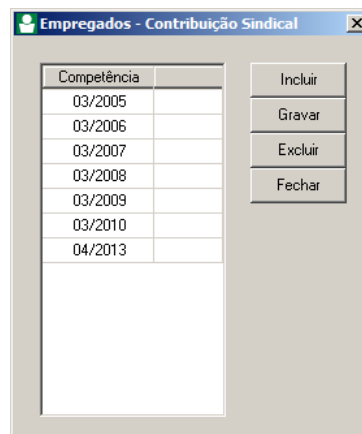 Empregados - Contribuição Sindical
Competência
03/2005
03/2006
03/2007
03/2008
03/2009
03/2010
04/2013
Incluir
Gravar
Excluir
Fechar